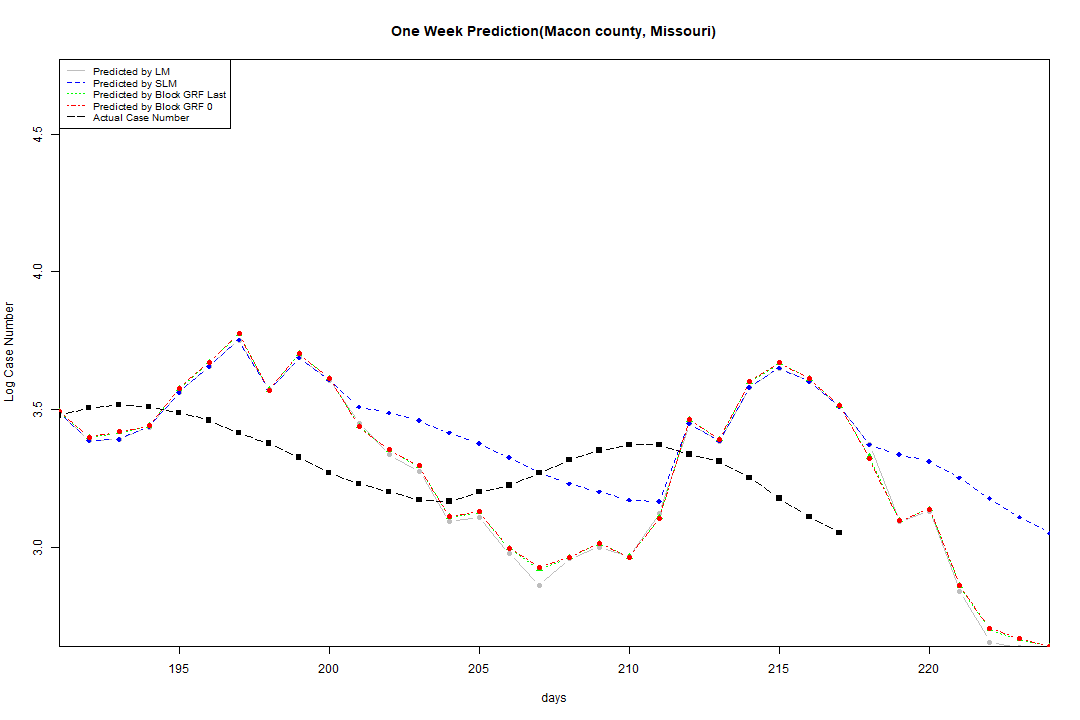 One Week Prediction(Macon county, Missouri)
Predicted by LM
Predicted by SLM
Predicted by Block GRF Last
Predicted by Block GRF 0
Actual Case Number
4.5
4.0
3.5
3.0
Log Case Number
195 200 205 210 215 220
days